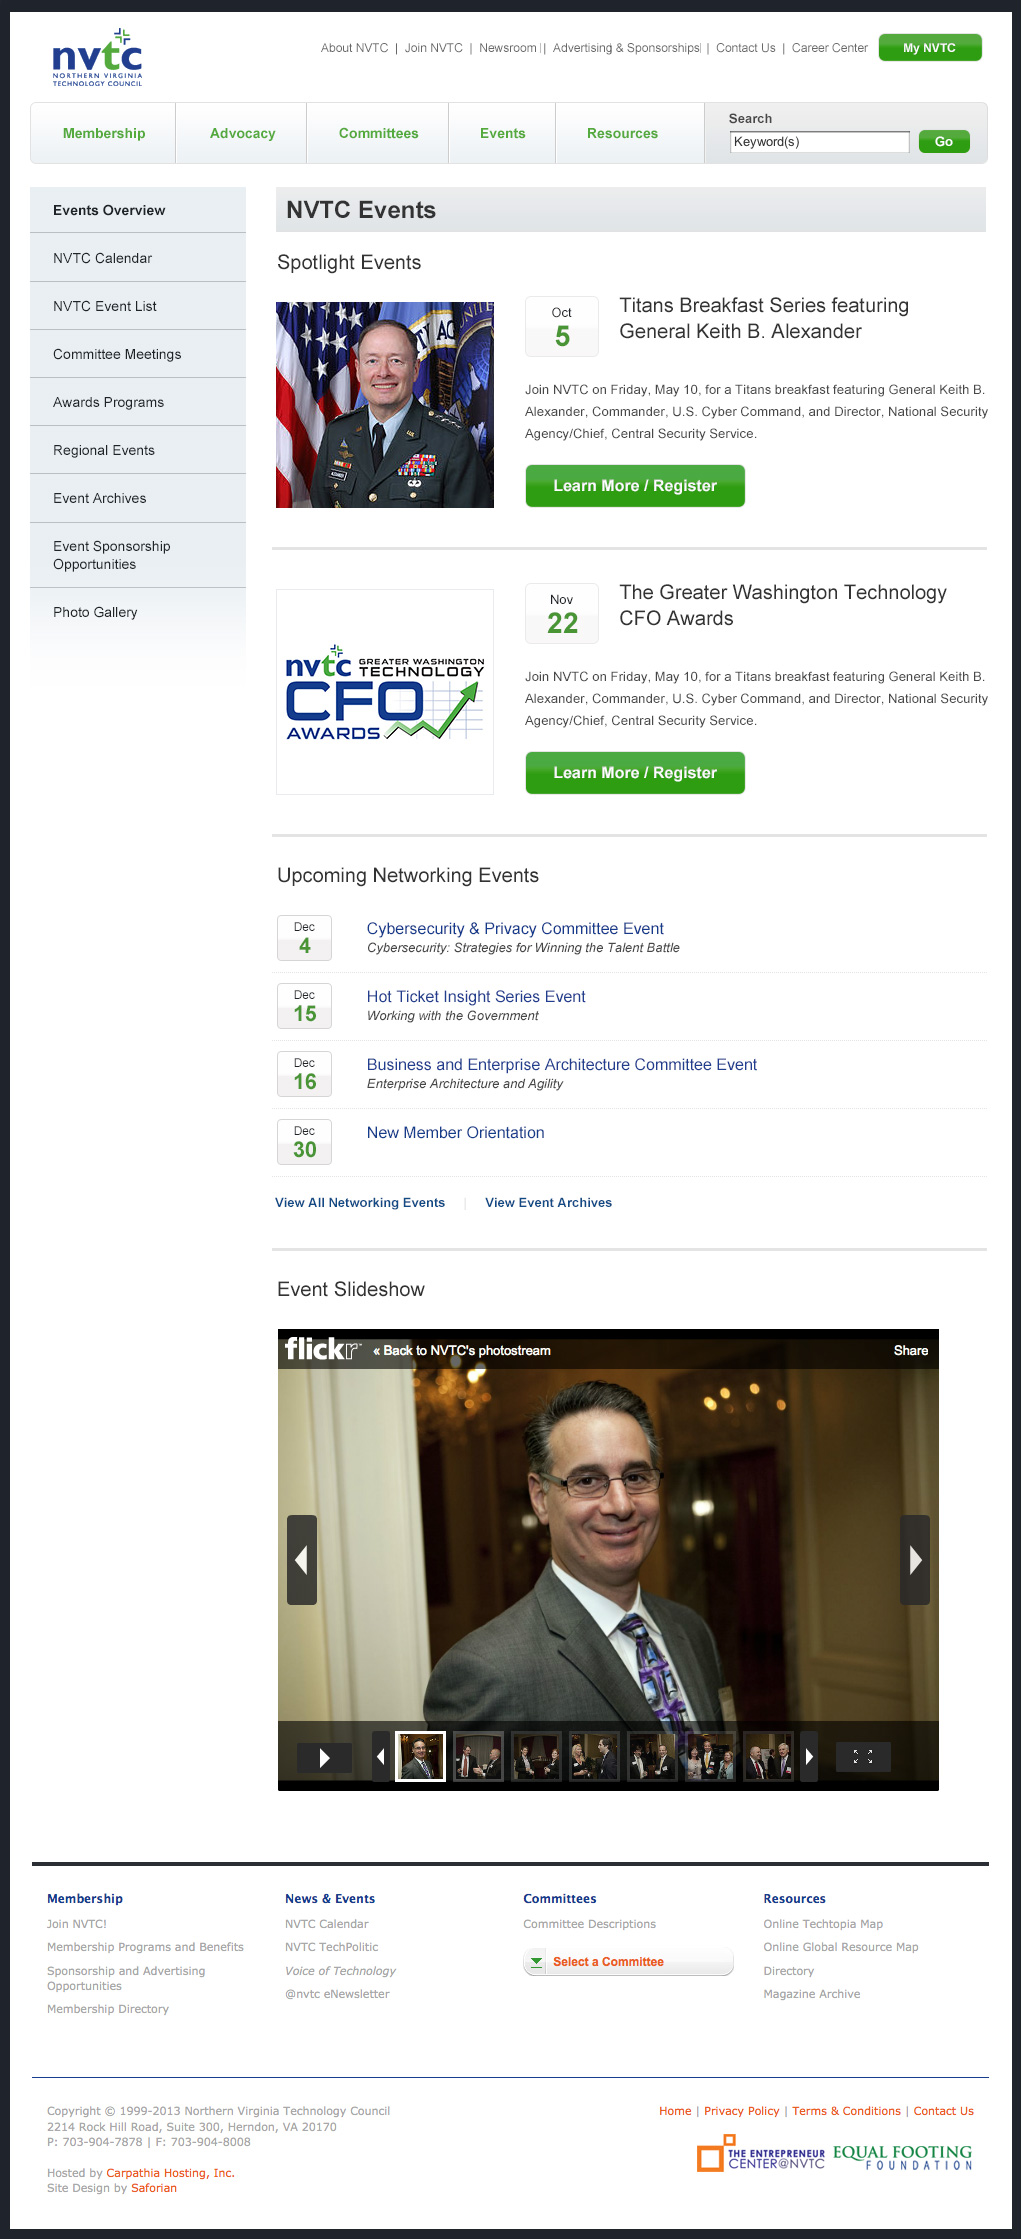 nvtc
NORTHERN VIRGINIA
TECHNOLOGY COUNCIL
About NVTC | Join NVTC | Newsroom | | Advertising & Sponsorships | Contact Us | Career Center
My NVTC
Membership
Advocacy
Committees
Events
Resources
Search
Keyword(s)
Go
Events Overview
NVTC Calendar
NVTC Event List
Committee Meetings
Awards Programs
Regional Events
Event Archives
Event Sponsorship
Opportunities
Photo Gallery
NVTC Events
Spotlight Events
Oct
5
Titans Breakfast Series featuring
General Keith B. Alexander
Join NVTC on Friday, May 10, for a Titans breakfast featuring General Keith B.
Alexander, Commander, U.S. Cyber Command, and Director, National Security
Agency/Chief, Central Security Service.
Learn More / Register
nvtc GREATER WASHINGTON
TECHNOLOGY
CFO
AWARDS
Nov
22
The Greater Washington Technology
CFO Awards
Join NVTC on Friday, May 10, for a Titans breakfast featuring General Keith B.
Alexander, Commander, U.S. Cyber Command, and Director, National Security
Agency/Chief, Central Security Service.
Learn More / Register
Upcoming Networking Events
Dec
4
Cybersecurity & Privacy Committee Event
Cybersecurity: Strategies for Winning the Talent Battle
Dec
15
Hot Ticket Insight Series Event
Working with the Government
Dec
16
Business and Enterprise Architecture Committee Event
Enterprise Architecture and Agility
Dec
30
New Member Orientation
View All Networking Events | View Event Archives
Event Slideshow
flickr « Back to NVTC's photostream
Share
Membership
Join NVTC!
Membership Programs and Benefits
Sponsorship and Advertising
Opportunities
Membership Directory
News & Events
NVTC Calendar
NVTC TechPolitic
Voice of Technology
@nvtc eNewsletter
Committees
Committee Descriptions
Select a Committee
Resources
Online Techtopia Map
Online Global Resource Map
Directory
Magazine Archive
Copyright © 1999-2013 Northern Virginia Technology Council
2214 Rock Hill Road, Suite 300, Herndon, VA 20170
P: 703-904-7878 | F: 703-904-8008
Hosted by Carpathia Hosting, Inc.
Site Design by Saforian
Home | Privacy Policy | Terms & Conditions | Contact Us
THE ENTREPRENEUR
CENTER@NVTC
EQUAL FOOTING
FOUNDATION